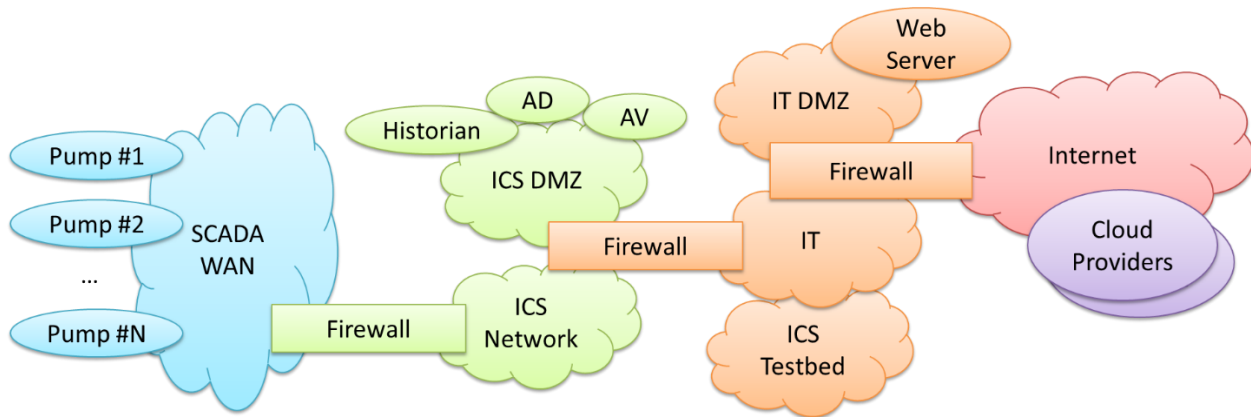 Pump #1
Pump #2
...
Pump #N
SCADA
WAN
Firewall
Historian
AD
AV
ICS DMZ
ICS
Network
Firewall
Web
Server
IT DMZ
Firewall
IT
ICS
Testbed
Internet
Cloud
Providers